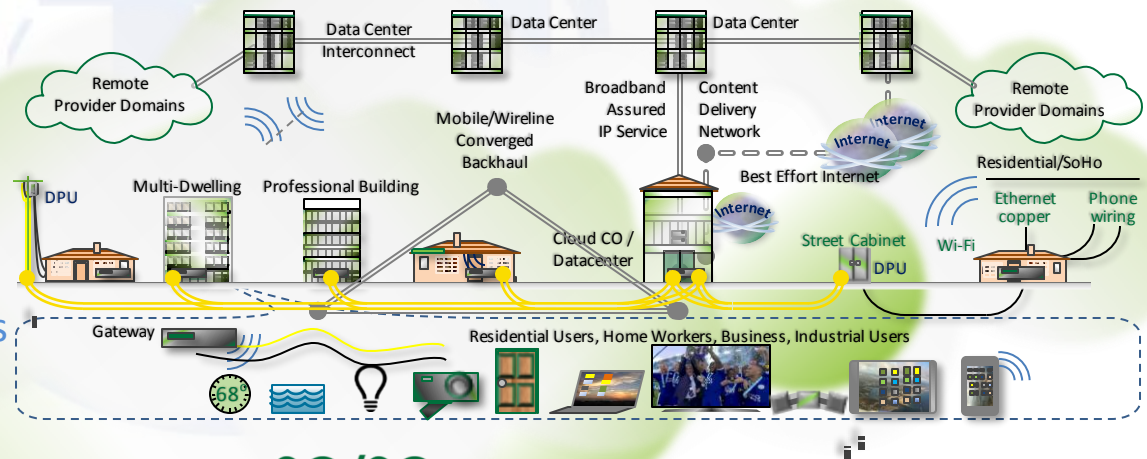 Data Center
Interconnect
Data Center
Data Center
Remote
Provider Domains
Remote
Provider Domains
Broadband
Assured
IP Service
Content
Delivery
Network
Mobile/Wireline
Converged
Backhaul
Internet
Internet
Best Effort Internet
Residential/SoHo
DPU
Multi-Dwelling
Professional Building
Internet
Ethernet
copper
Phone
wiring
Cloud CO /
Datacenter
Street Cabinet
DPU
Wi-Fi
Gateway
Residential Users, Home Workers, Business, Industrial Users
68°